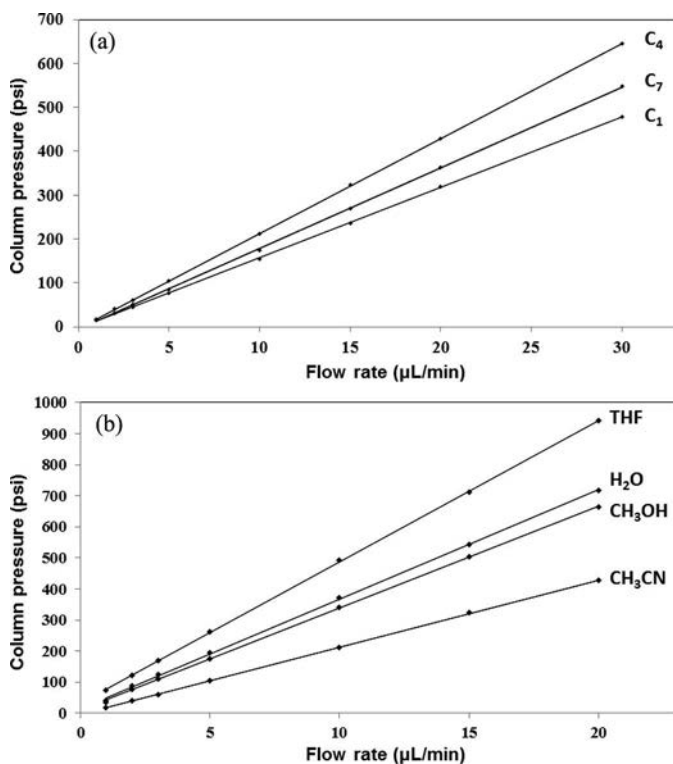 (a)
700
600
500
400
300
200
100
0
Column pressure (psi)
C₄
C₇
C₁
0 5 10 15 20 25 30
Flow rate (µL/min)
(b)
1000
900
800
700
600
500
400
300
200
100
0
Column pressure (psi)
THF
H₂O
CH₃OH
CH₃CN
0 5 10 15 20
Flow rate (µL/min)